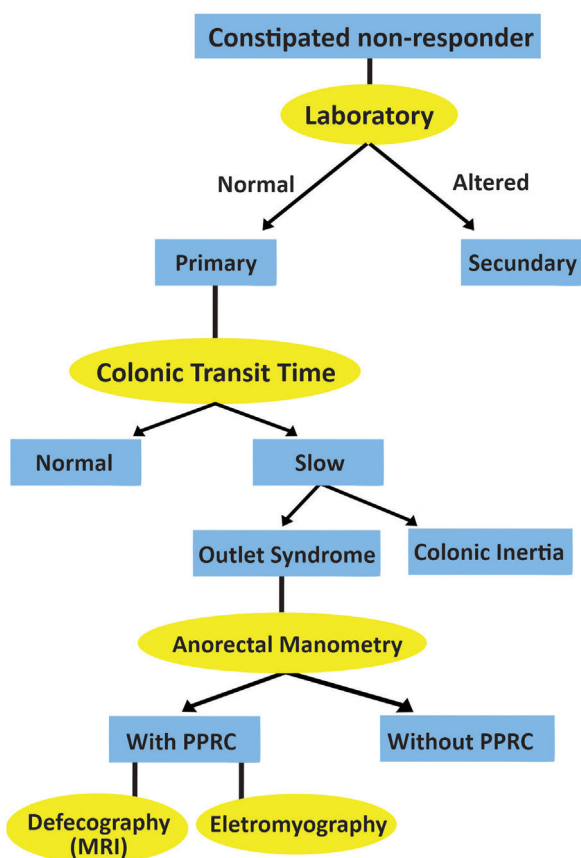 Constipated non-responder
Laboratory
Normal
Altered
Primary
Secundary
Colonic Transit Time
Normal
Slow
Outlet Syndrome
Colonic Inertia
Anorectal Manometry
With PPRC
Without PPRC
Defecography
(MRI)
Eletromyography